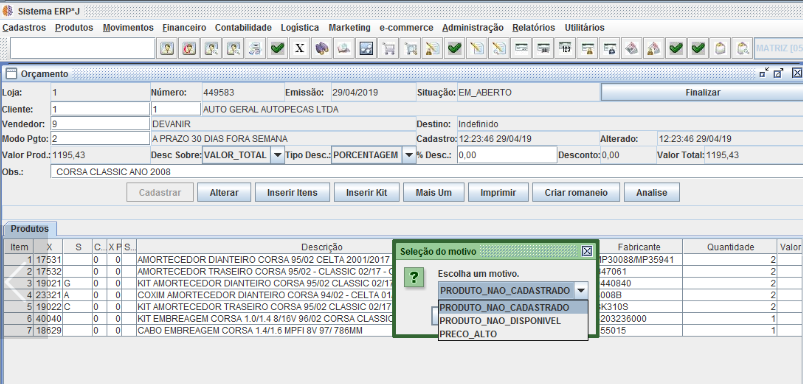 Sistema ERP*J
Cadastros Produtos Movimentos Financeiro Contabilidade Logística Marketing e-commerce Administração Relatórios Utilitários
X MATRIZ (05
Orçamento
Loja: 1 Número: 449583 Emissão: 29/04/2019 Situação: EM_ABERTO Finalizar
Cliente: 1 1 AUTO GERAL AUTOPECAS LTDA
Vendedor: 9 DEVANIR Destino: Indefinido
Modo Pgto: 2 A PRAZO 30 DIAS FORA SEMANA Cadastro: 12:23:46 29/04/19 Alterado: 12:23:46 29/04/19
Valor Prod.: 1195,43 Desc Sobre: VALOR_TOTAL Tipo Desc.: PORCENTAGEM % Desc.: 0,00 Desconto: 0,00 Valor Total: 1195,43
Obs.: CORSA CLASSIC ANO 2008
Cadastrar Alterar Inserir Itens Inserir Kit Mais Um Imprimir Criar romaneio Analise
Produtos
Item X S C... X P S... Descrição Fabricante Quantidade Valor
1 17531 0 0 AMORTECEDOR DIANTEIRO CORSA 95/02 CELTA 2001/2017 MP30088/MP35941 2
2 17532 0 0 AMORTECEDOR TRASEIRO CORSA 95/02 - CLASSIC 02/17 - C 347061 2
3 19021 G 0 0 KIT AMORTECEDOR DIANTEIRO CORSA 95/02 CLASSIC 02/17 440840 2
4 23321 A 0 0 COXIM AMORTECEDOR DIANTEIRO CORSA 94/02 - CELTA 01 008B 2
5 19022 C 0 0 KIT AMORTECEDOR TRASEIRO CORSA 95/02 CLASSIC 02/17 K310S 2
6 40040 0 0 KIT EMBREAGEM CORSA 1.0/1.4 8/16V 96/02 CORSA CLASSIC 203236000 1
7 18629 0 0 CABO EMBREAGEM CORSA 1.4/1.6 MPFI 8V 97/ 786MM 55015 1
Seleção do motivo
? Escolha um motivo.
PRODUTO_NAO_CADASTRADO
PRODUTO_NAO_CADASTRADO
PRODUTO_NAO_DISPONIVEL
PRECO_ALTO